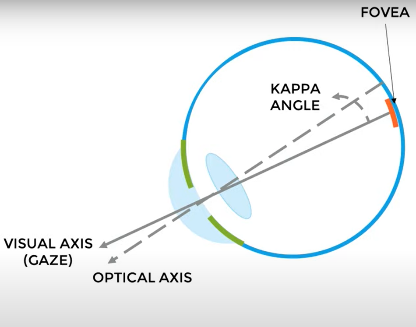 FOVEA
KAPPA
ANGLE
VISUAL AXIS
(GAZE)
OPTICAL AXIS